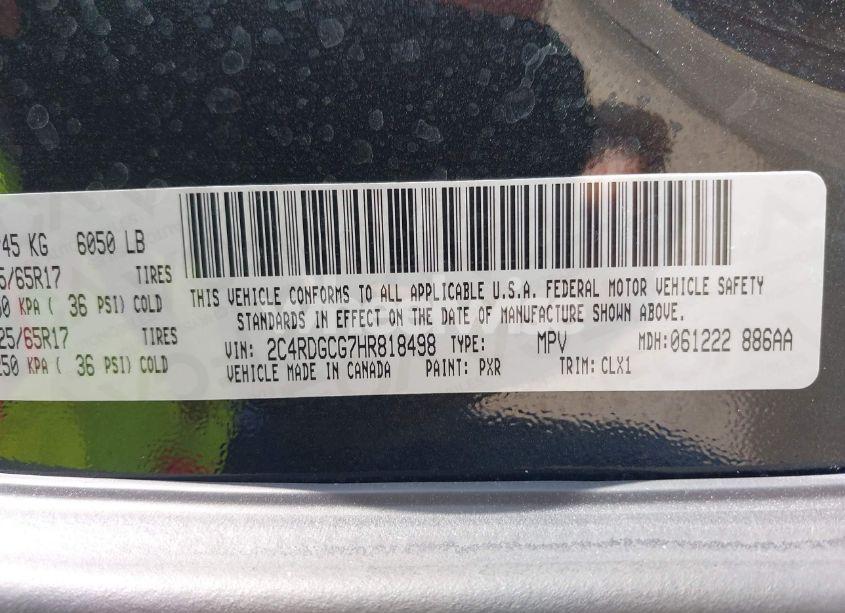 45 KG 6050 LB
5/65R17 TIRES
0 KPA ( 36 PSI) COLD
25/65R17 TIRES
250 KPA ( 36 PSI) COLD
THIS VEHICLE CONFORMS TO ALL APPLICABLE U.S.A. FEDERAL MOTOR VEHICLE SAFETY
STANDARDS IN EFFECT ON THE DATE OF MANUFACTURE SHOWN ABOVE.
VIN: 2C4RDGCG7HR818498 TYPE: MPV MDH: 061222 886AA
VEHICLE MADE IN CANADA PAINT: PXR TRIM: CLX1